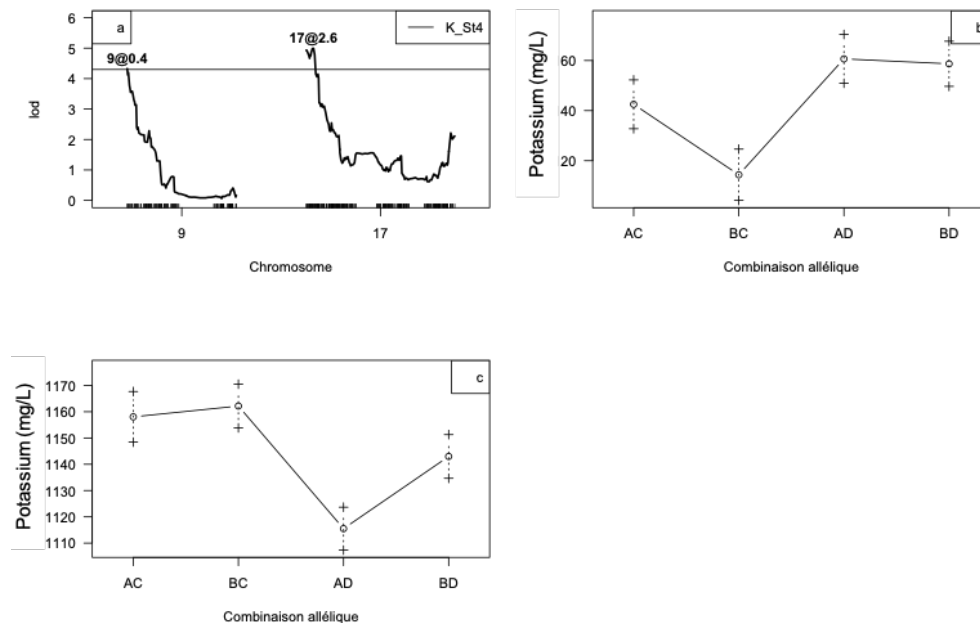 a
K_St4
9@0.4
17@2.6
6
5
4
3
2
1
0
lod
9
17
Chromosome
b
Potassium (mg/L)
60
40
20
AC
BC
AD
BD
Combinaison allélique
c
Potassium (mg/L)
1170
1160
1150
1140
1130
1120
1110
AC
BC
AD
BD
Combinaison allélique